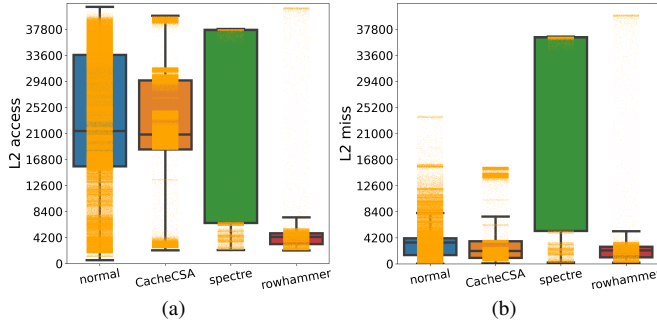 L2 access
37800
33600
29400
25200
21000
16800
12600
8400
4200
0
normal
CacheCSA
spectre
rowhammer
(a)
L2 miss
37800
33600
29400
25200
21000
16800
12600
8400
4200
0
normal
CacheCSA
spectre
rowhammer
(b)